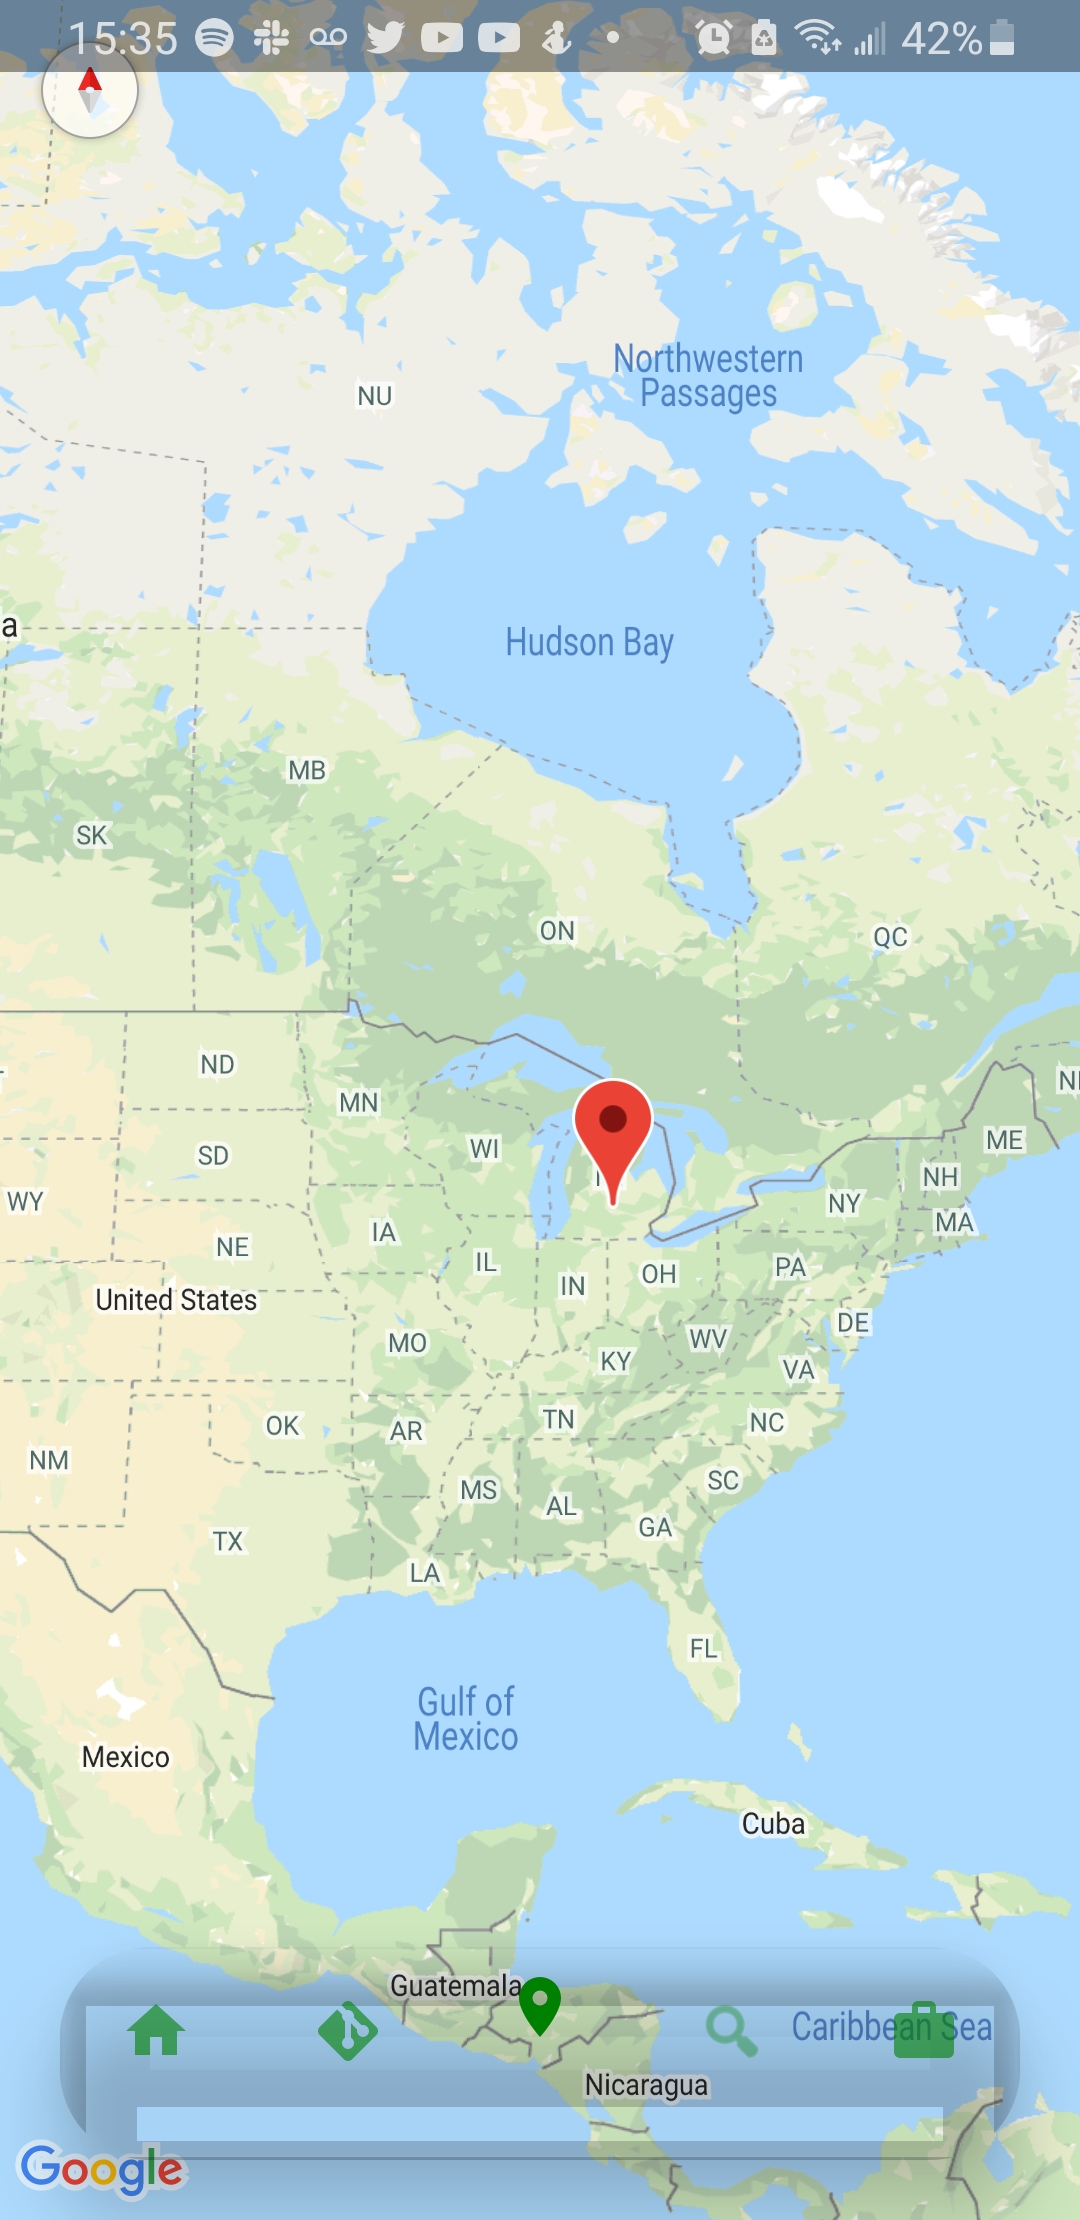 15:35 42%
Northwestern
Passages
NU
a
Hudson Bay
MB
SK
ON
QC
ND
MN
SD
WI
ME
WY
NH
NY
MA
IA
NE
IL
PA
OH
IN
United States
DE
WV
MO
KY
VA
TN
NC
OK
AR
NM
SC
MS
AL
GA
TX
LA
FL
Gulf of
Mexico
Mexico
Cuba
Guatemala
Caribbean Sea
Nicaragua
Google